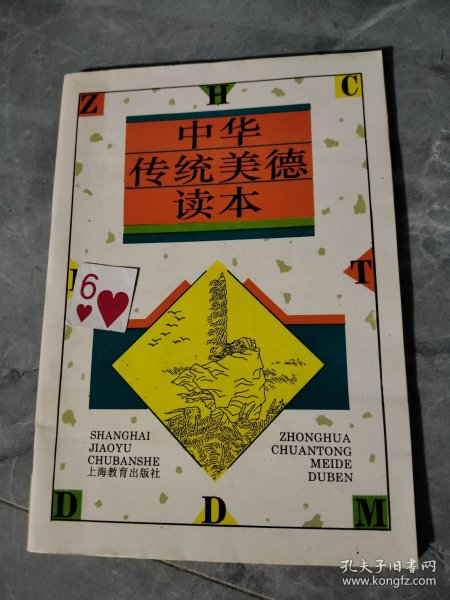 Z H C
中华
传统美德
读本
6
T
SHANGHAI
JIAOYU
CHUBANSHE
上海教育出版社
ZHONGHUA
CHUANTONG
MEIDE
DUBEN
D D M
孔夫子旧书网
www.kongfz.com